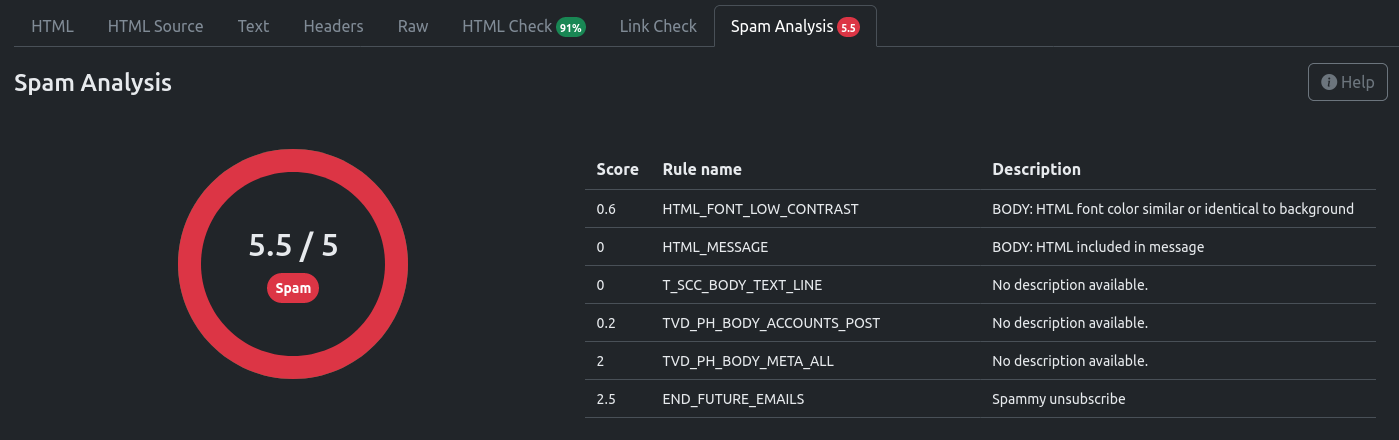 HTML HTML Source Text Headers Raw HTML Check 91% Link Check Spam Analysis 5.5
Spam Analysis
Help
5.5 / 5
Spam
Score Rule name Description
0.6 HTML_FONT_LOW_CONTRAST BODY: HTML font color similar or identical to background
0 HTML_MESSAGE BODY: HTML included in message
0 T_SCC_BODY_TEXT_LINE No description available.
0.2 TVD_PH_BODY_ACCOUNTS_POST No description available.
2 TVD_PH_BODY_META_ALL No description available.
2.5 END_FUTURE_EMAILS Spammy unsubscribe